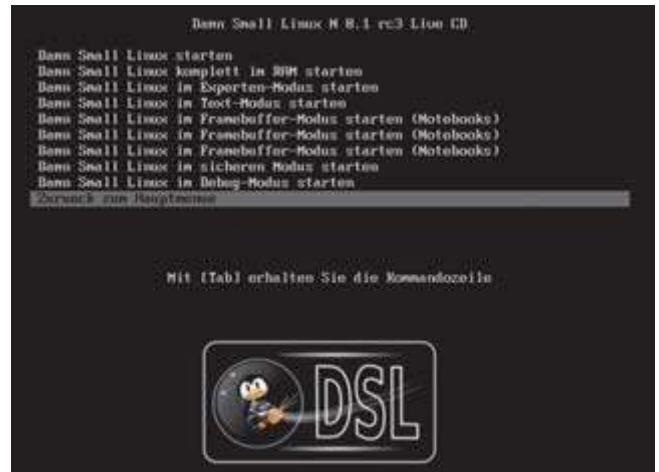 Damn Small Linux N 0.1 rc3 Live CD
Damn Small Linux starten
Damn Small Linux komplett im RAM starten
Damn Small Linux im Experten-Modus starten
Damn Small Linux im Text-Modus starten
Damn Small Linux im Framebuffer-Modus starten (Notebooks)
Damn Small Linux im Framebuffer-Modus starten (Notebooks)
Damn Small Linux im Framebuffer-Modus starten (Notebooks)
Damn Small Linux im sicheren Modus starten
Damn Small Linux im Debug-Modus starten
Zurueck zum Hauptmenue
Mit [Tab] erhalten Sie die Kommandozeile
DSL